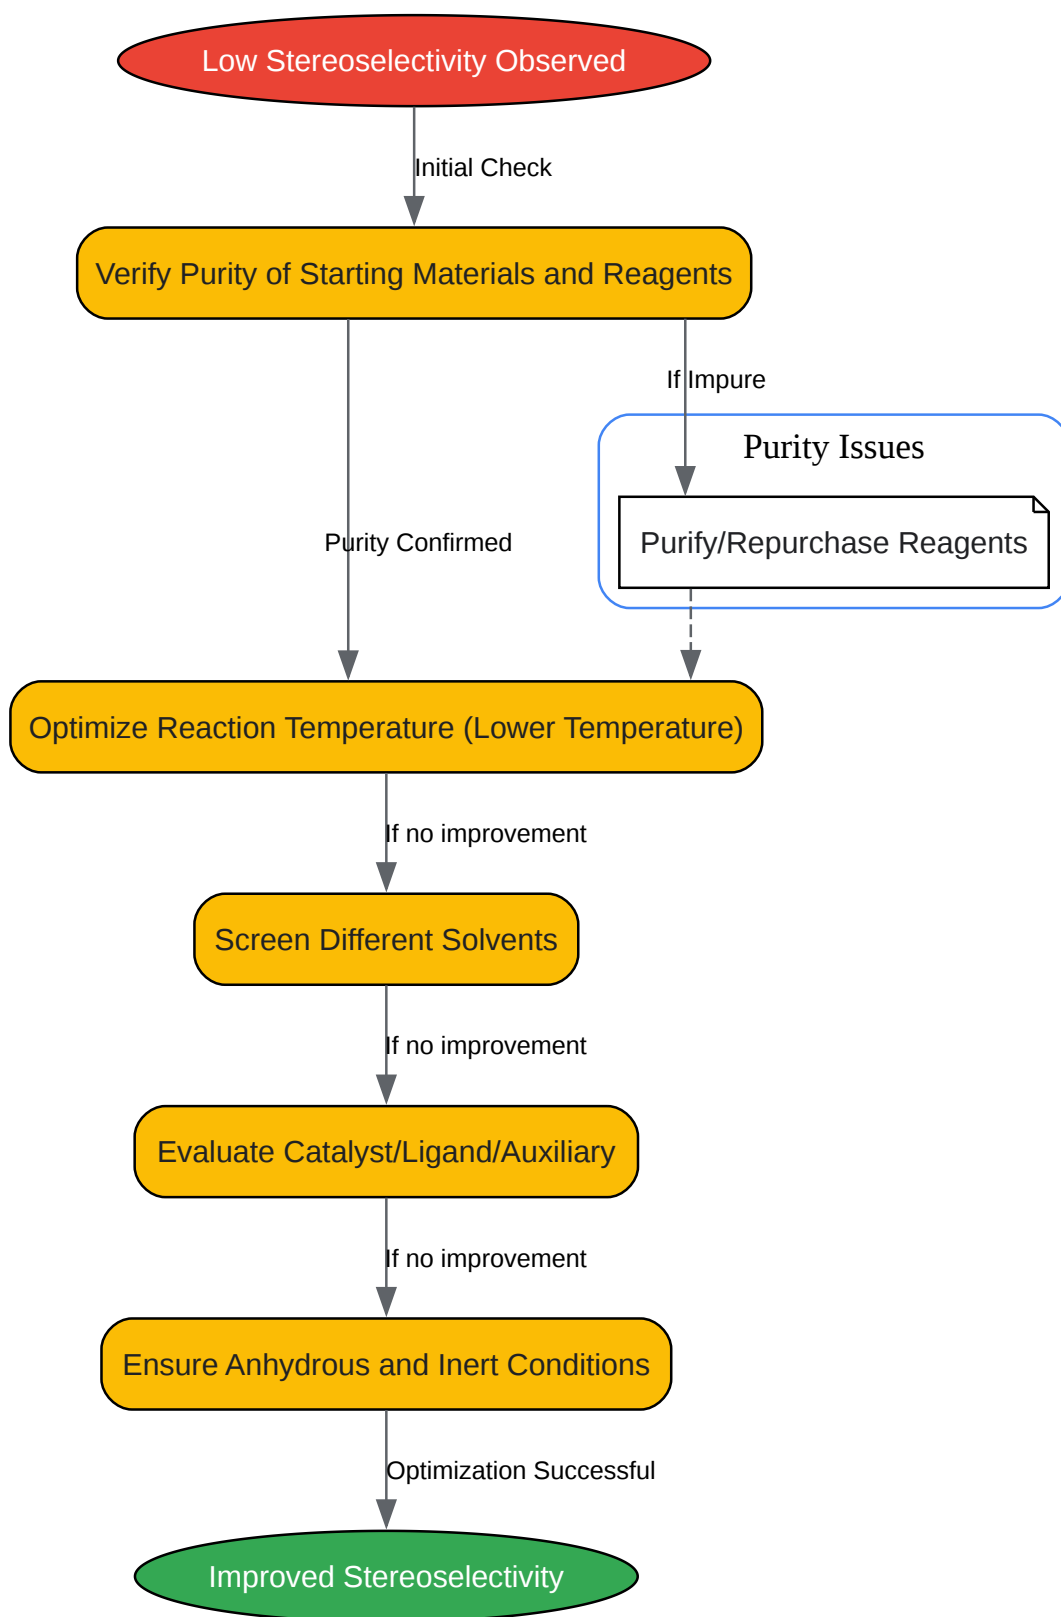 Low Stereoselectivity Observed
Initial Check
Verify Purity of Starting Materials and Reagents
If Impure
Purity Issues
Purify/Repurchase Reagents
Purity Confirmed
Optimize Reaction Temperature (Lower Temperature)
If no improvement
Screen Different Solvents
If no improvement
Evaluate Catalyst/Ligand/Auxiliary
If no improvement
Ensure Anhydrous and Inert Conditions
Optimization Successful
Improved Stereoselectivity